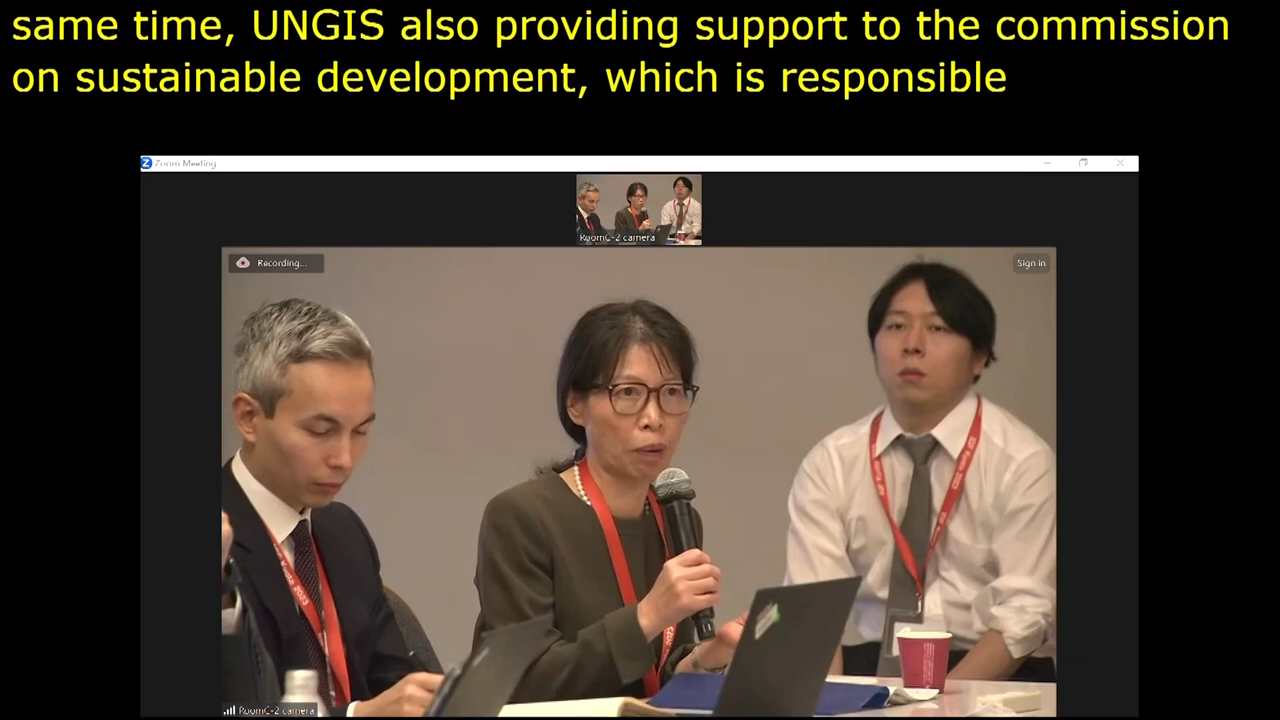 same time, UNGIS also providing support to the commission
on sustainable development, which is responsible
Zoom Meeting
RoomC-2 camera
Recording...
Sign in
RoomC-2 camera